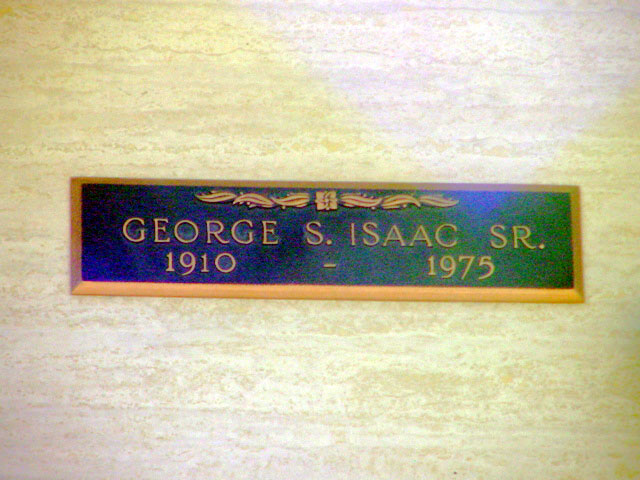 GEORGE S. ISAAC SR.
1910 - 1975